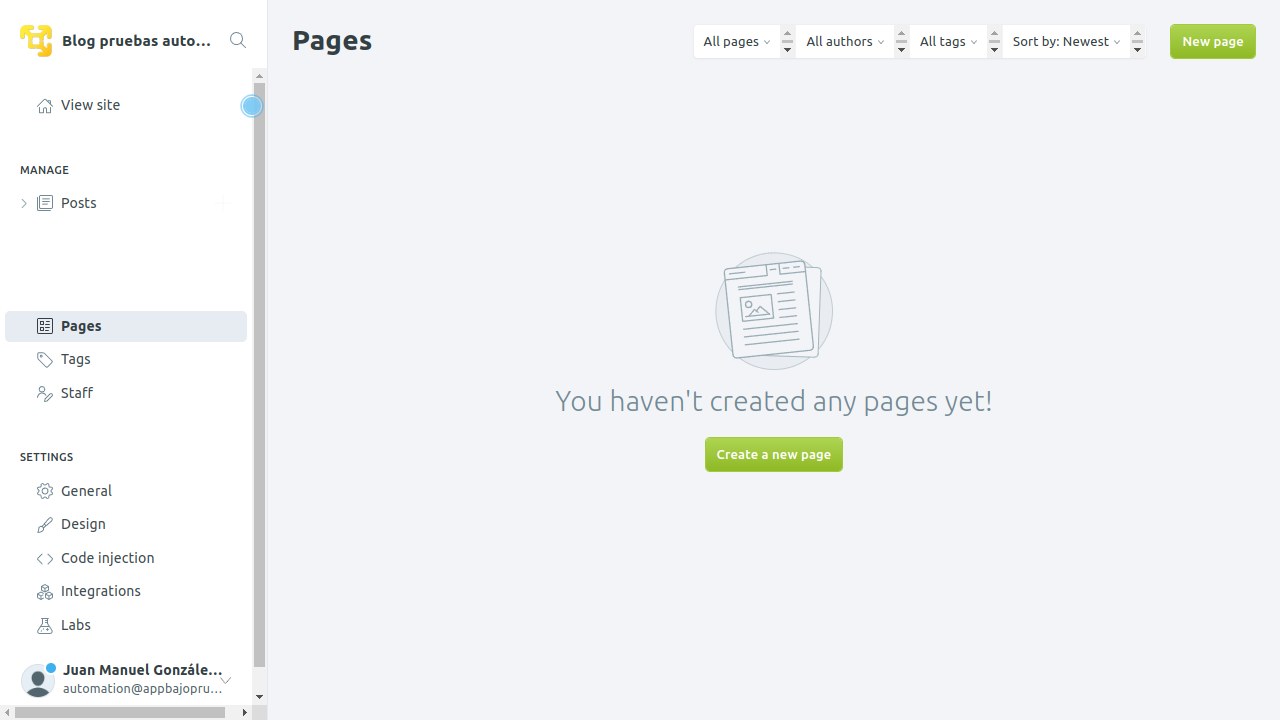 Blog pruebas auto...
View site
MANAGE
Posts
Pages
Tags
Staff
SETTINGS
General
Design
Code injection
Integrations
Labs
Juan Manuel Gonzále...
automation@appbajopru...
Pages
All pages
All authors
All tags
Sort by: Newest
New page
You haven't created any pages yet!
Create a new page